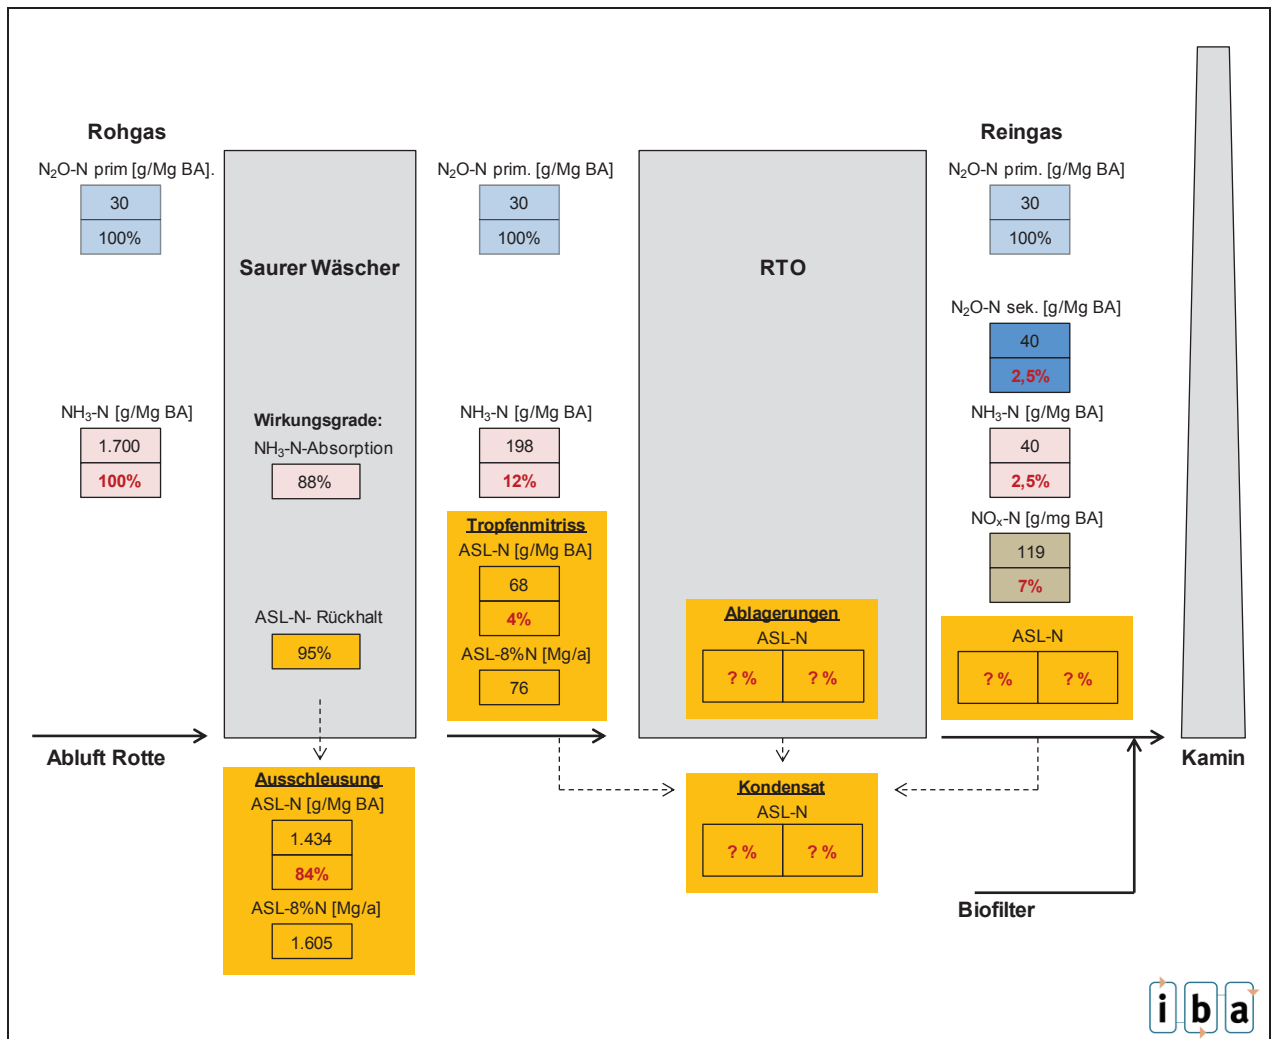 Rohgas
N₂O-N prim [g/Mg BA].
30
100%
NH₃-N [g/Mg BA]
1.700
100%
Abluft Rotte
Saurer Wäscher
Wirkungsgrade:
NH₃-N-Absorption
88%
ASL-N- Rückhalt
95%
Ausschleusung
ASL-N [g/Mg BA]
1.434
84%
ASL-8%N [Mg/a]
1.605
N₂O-N prim. [g/Mg BA]
30
100%
NH₃-N [g/Mg BA]
198
12%
Tropfenmitriss
ASL-N [g/Mg BA]
68
4%
ASL-8%N [Mg/a]
76
RTO
Ablagerungen
ASL-N
? % ? %
Kondensat
ASL-N
? % ? %
Reingas
N₂O-N prim. [g/Mg BA]
30
100%
N₂O-N sek. [g/Mg BA]
40
2,5%
NH₃-N [g/Mg BA]
40
2,5%
NOₓ-N [g/mg BA]
119
7%
ASL-N
? % ? %
Biofilter
Kamin
iba